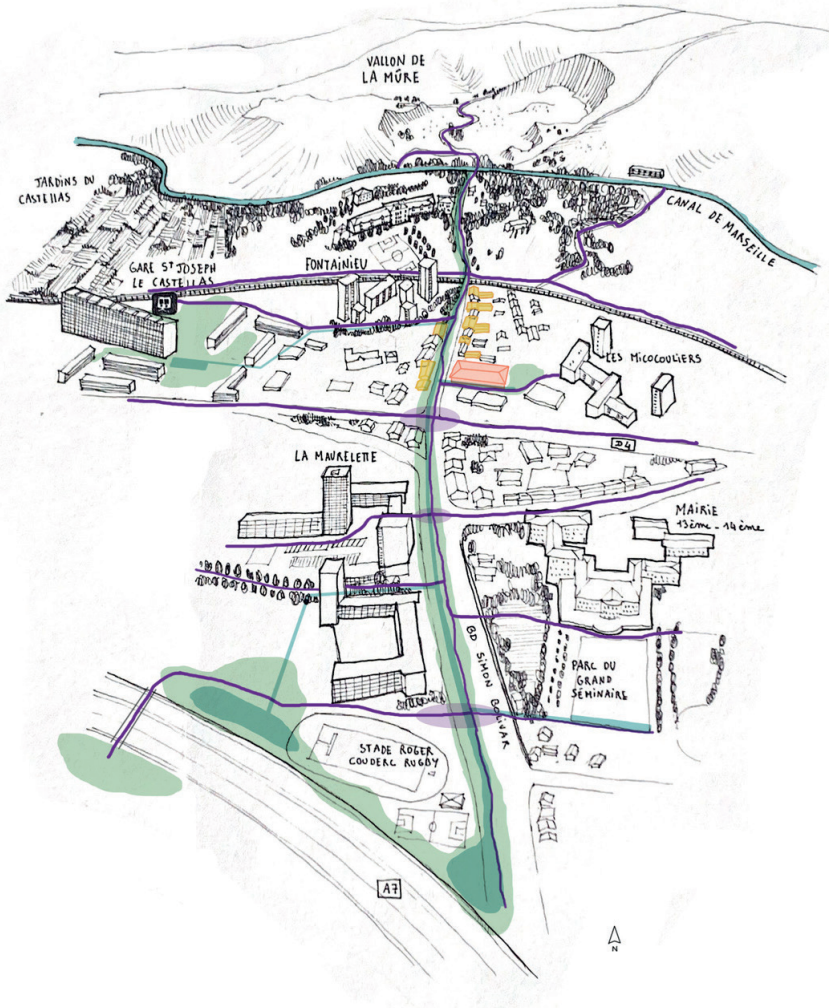 VALLON DE
LA MÛRE
JARDINS DU
CASTELLAS
CANAL DE MARSEILLE
GARE ST JOSEPH
LE CASTELLAS
FONTAINIEU
LES MICOCOULIERS
D4
LA MAURELETTE
MAIRIE
13ème - 14ème
BD SIMON BOLIVAR
PARC DU
GRAND
SÉMINAIRE
STADE ROGER
COUDERC RUGBY
A7
N